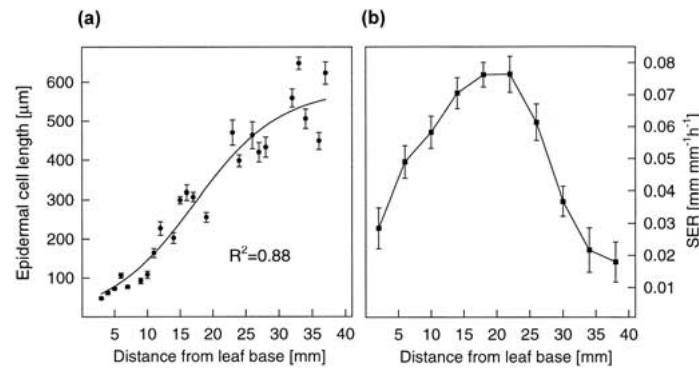 (a)
(b)
600
500
400
300
200
100
Epidermal cell length [µm]
R²=0.88
5 10 15 20 25 30 35 40
Distance from leaf base [mm]
0.08
0.07
0.06
0.05
0.04
0.03
0.02
0.01
SER [mm mm⁻¹h⁻¹]
5 10 15 20 25 30 35 40
Distance from leaf base [mm]